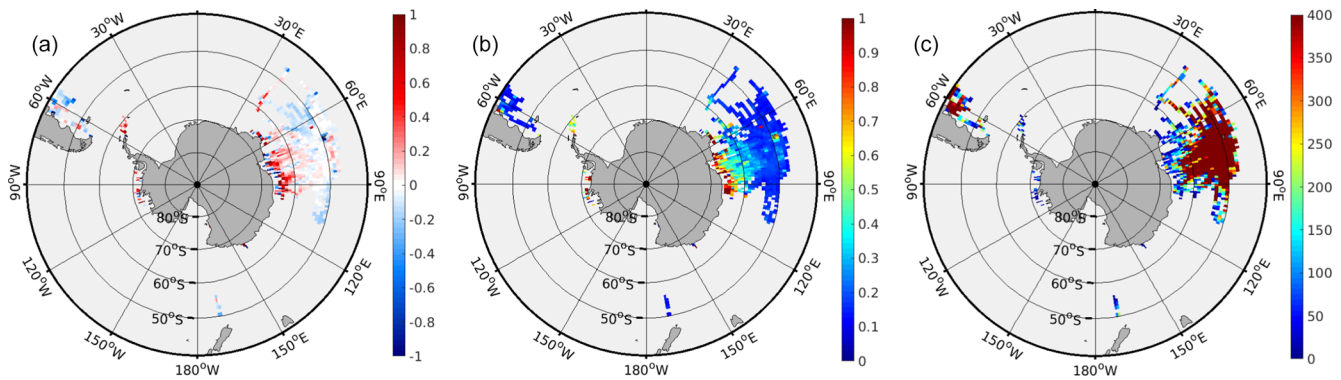 (a)
30°W
30°E
60°W
60°E
90°W
90°E
120°W
120°E
150°W
150°E
180°W
80°S
70°S
60°S
50°S
1
0.8
0.6
0.4
0.2
0
-0.2
-0.4
-0.6
-0.8
-1
(b)
30°W
30°E
60°W
60°E
90°W
90°E
120°W
120°E
150°W
150°E
180°W
80°S
70°S
60°S
50°S
1
0.9
0.8
0.7
0.6
0.5
0.4
0.3
0.2
0.1
0
(c)
30°W
30°E
60°W
60°E
90°W
90°E
120°W
120°E
150°W
150°E
180°W
80°S
70°S
60°S
50°S
400
350
300
250
200
150
100
50
0